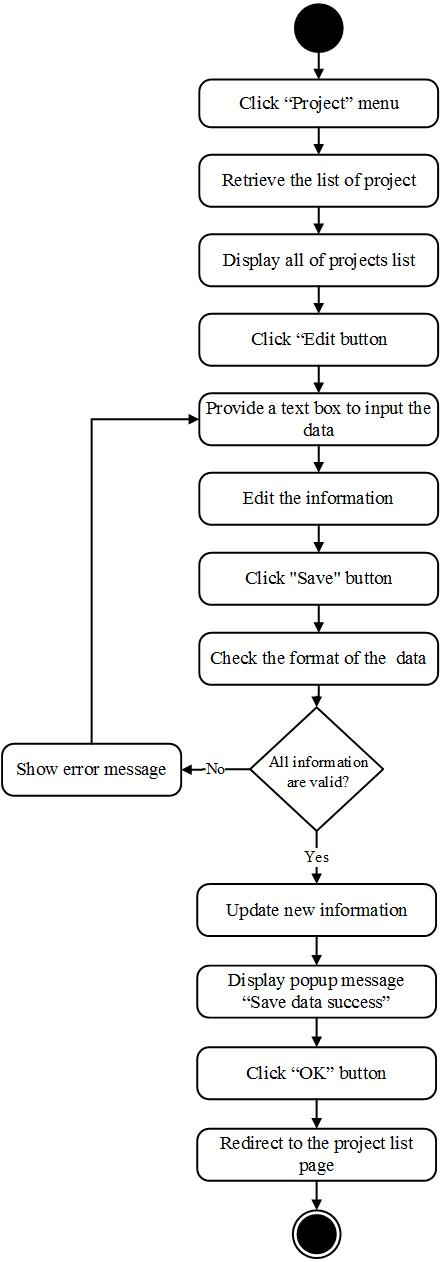 Click “Project” menu
Retrieve the list of project
Display all of projects list
Click “Edit button
Provide a text box to input the
data
Edit the information
Click "Save" button
Check the format of the  data
All information
are valid?
No
Show error message
Yes
Update new information
Display popup message
“Save data success”
Click “OK” button
Redirect to the project list
page